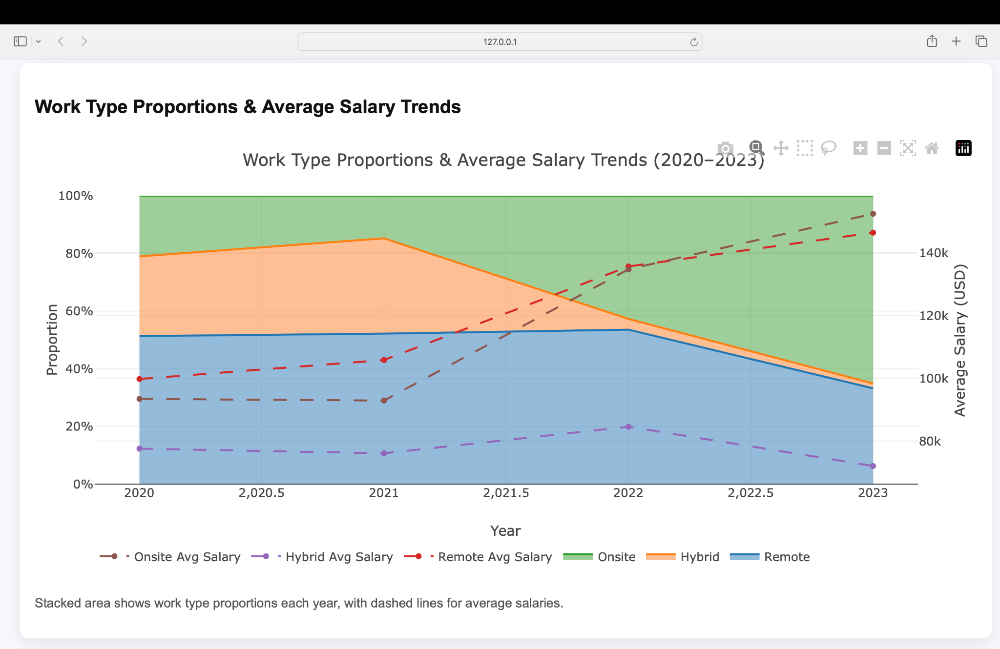 127.0.0.1
Work Type Proportions & Average Salary Trends
Work Type Proportions & Average Salary Trends (2020–2023)
100%
80%
60%
40%
20%
0%
Proportion
140k
120k
100k
80k
Average Salary (USD)
2020 2,020.5 2021 2,021.5 2022 2,022.5 2023
Year
Onsite Avg Salary Hybrid Avg Salary Remote Avg Salary Onsite Hybrid Remote
Stacked area shows work type proportions each year, with dashed lines for average salaries.